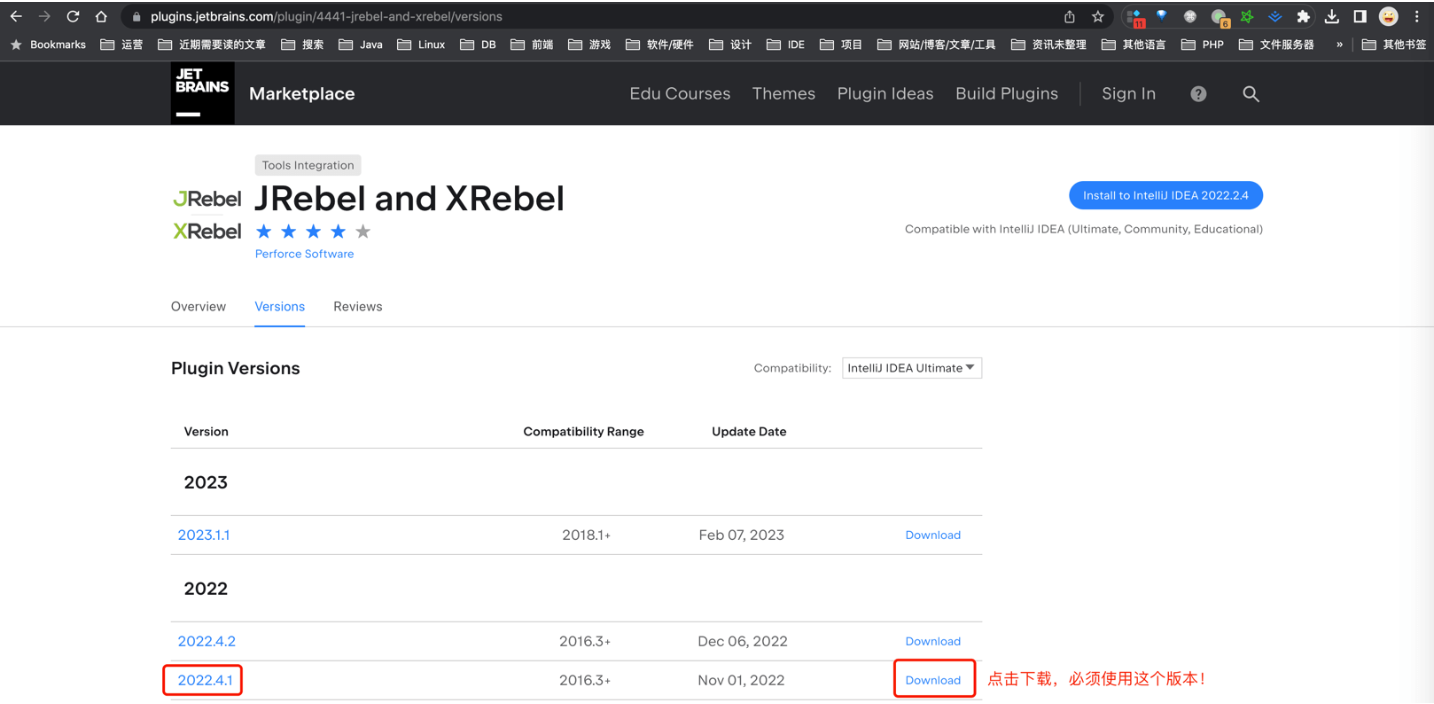 plugins.jetbrains.com/plugin/4441-jrebel-and-xrebel/versions
11
6
Bookmarks 运营 近期需要读的文章 搜索 Java Linux DB 前端 游戏 软件/硬件 设计 IDE 项目 网站/博客/文章/工具 资讯未整理 其他语言 PHP 文件服务器 » 其他书签
JET
BRAINS
Marketplace Edu Courses Themes Plugin Ideas Build Plugins Sign In ?
Tools Integration
JRebel
XRebel
JRebel and XRebel
Install to IntelliJ IDEA 2022.2.4
Compatible with IntelliJ IDEA (Ultimate, Community, Educational)
Perforce Software
Overview Versions Reviews
Plugin Versions Compatibility: IntelliJ IDEA Ultimate
Version Compatibility Range Update Date
2023
2023.1.1 2018.1+ Feb 07, 2023 Download
2022
2022.4.2 2016.3+ Dec 06, 2022 Download
2022.4.1 2016.3+ Nov 01, 2022 Download 点击下载，必须使用这个版本！